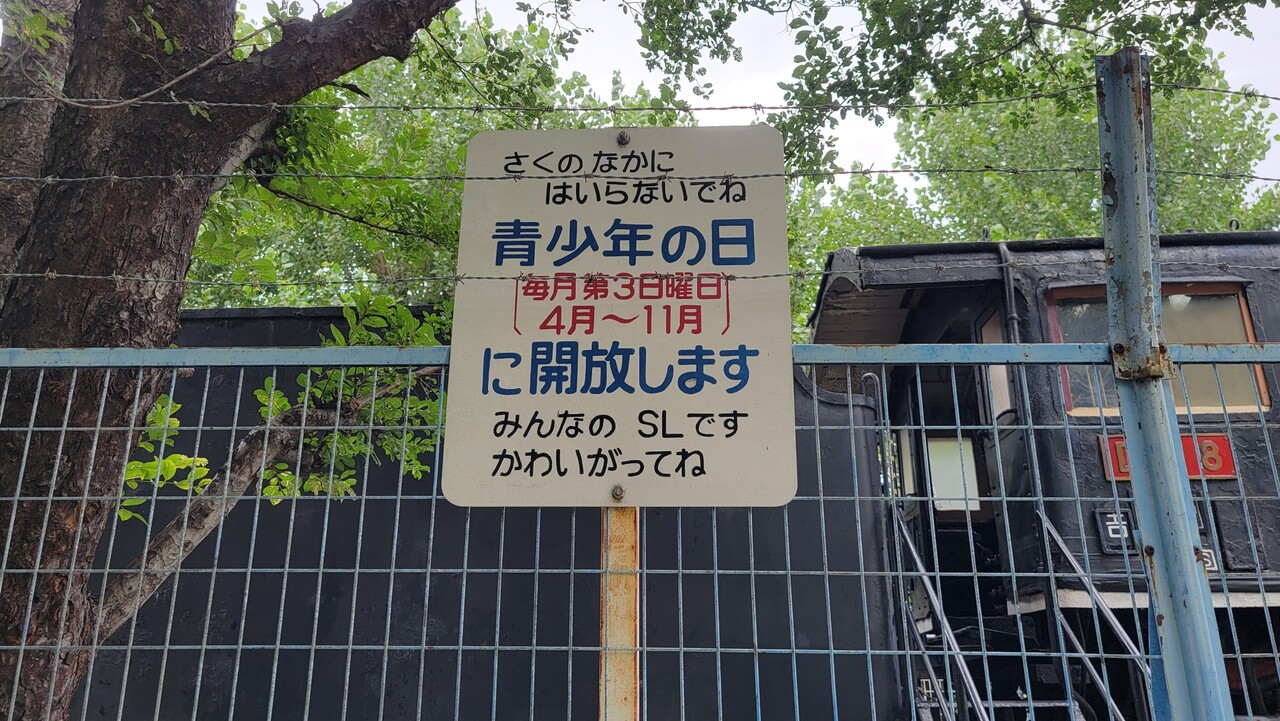 さくの なかに
はいらないでね
青少年の日
毎月第3日曜日
4月～11月
に開放します
みんなの SLです
かわいがってね
吉